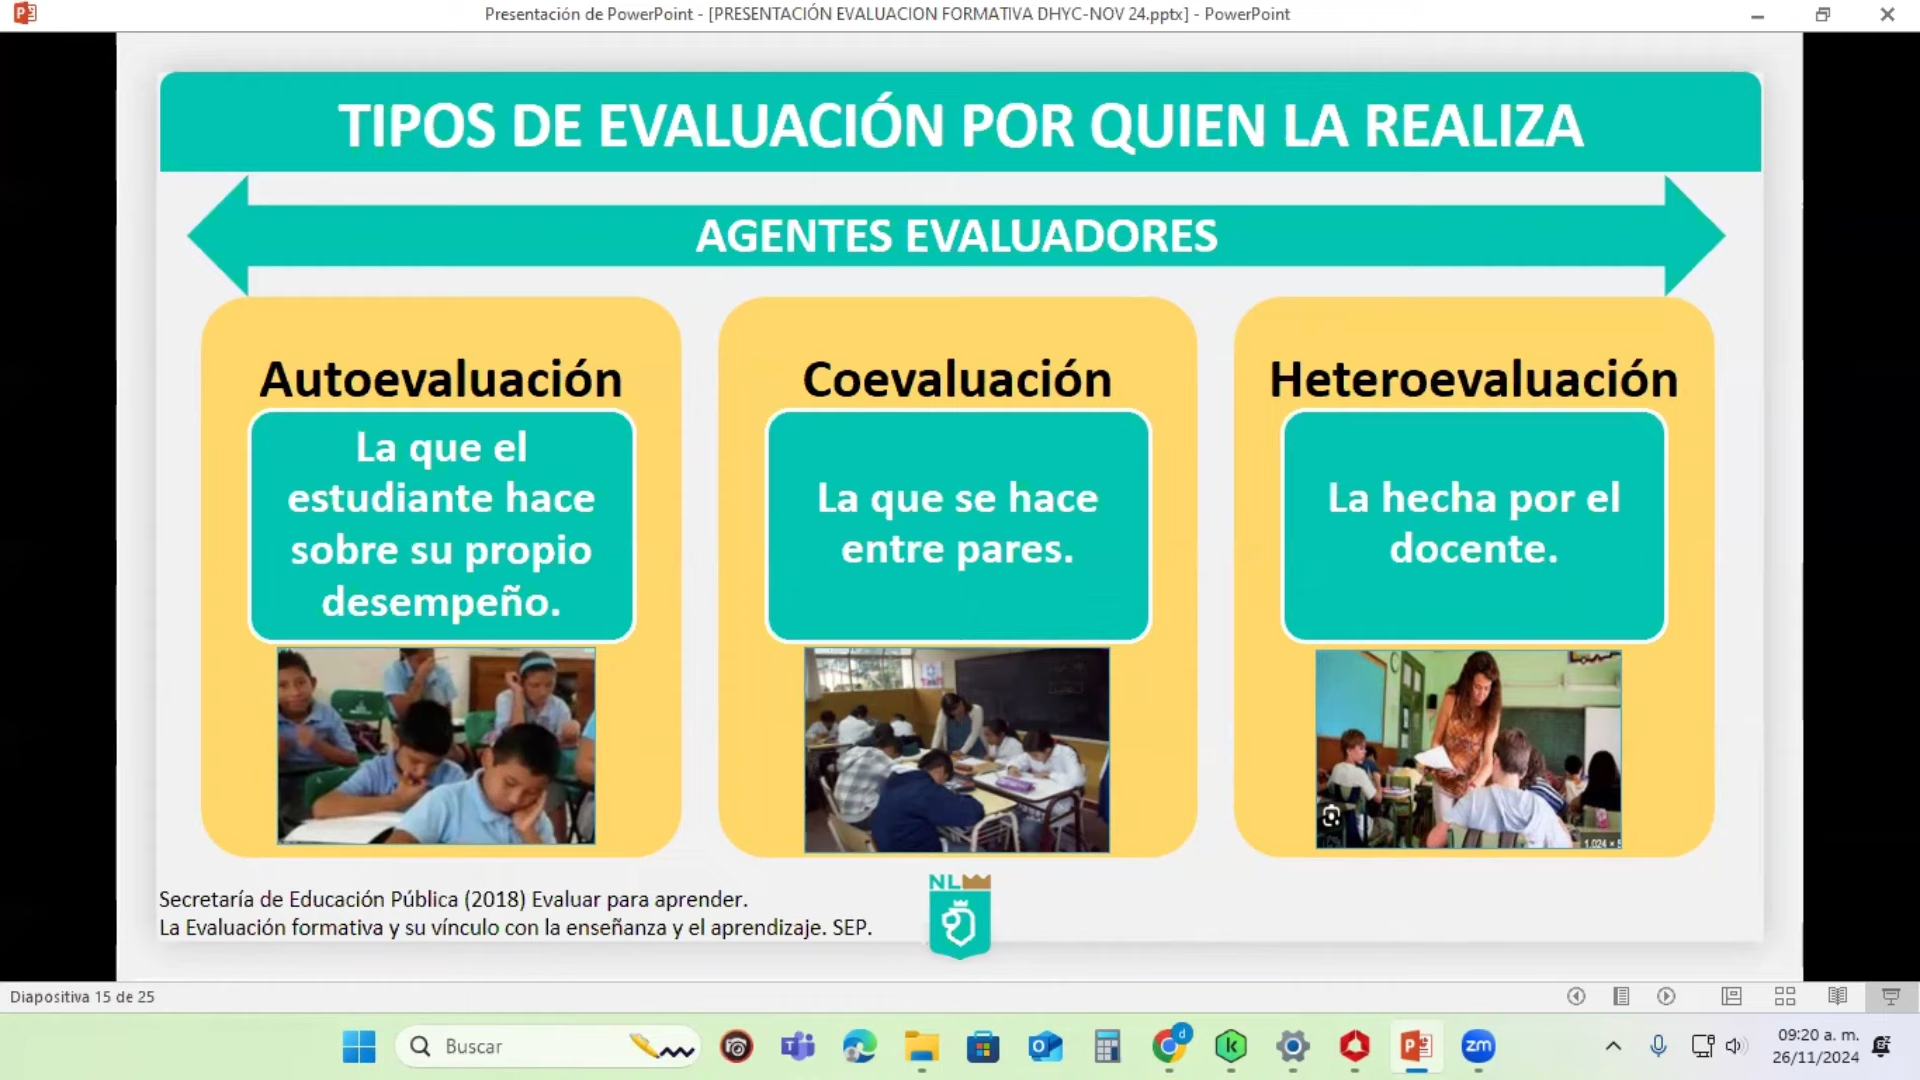 Presentación de PowerPoint - [PRESENTACIÓN EVALUACION FORMATIVA DHYC-NOV 24.pptx] - PowerPoint
TIPOS DE EVALUACIÓN POR QUIEN LA REALIZA
AGENTES EVALUADORES
Autoevaluación
La que el
estudiante hace
sobre su propio
desempeño.
Coevaluación
La que se hace
entre pares.
Heteroevaluación
La hecha por el
docente.
Secretaría de Educación Pública (2018) Evaluar para aprender.
La Evaluación formativa y su vínculo con la enseñanza y el aprendizaje. SEP.
NL
Diapositiva 15 de 25
Buscar
zm
09:20 a. m.
26/11/2024